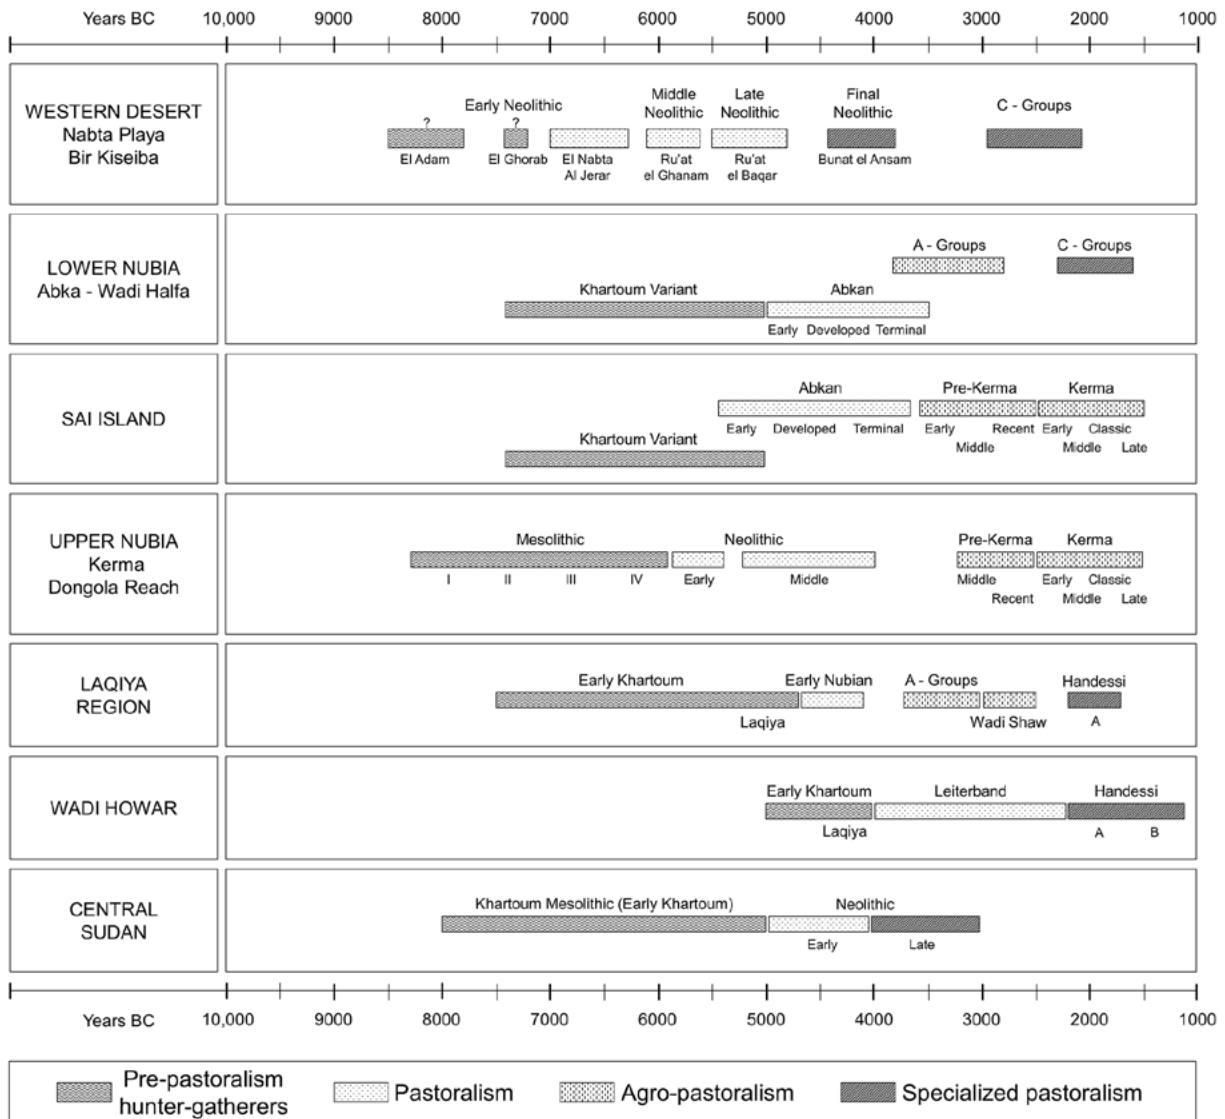 Years BC 10,000 9000 8000 7000 6000 5000 4000 3000 2000 1000
WESTERN DESERT
Nabta Playa
Bir Kiseiba
Early Neolithic
Middle
Neolithic
Late
Neolithic
Final
Neolithic
C - Groups
? ?
El Adam
El Ghorab
El Nabta
Al Jerar
Ru'at
el Ghanam
Ru'at
el Baqar
Bunat el Ansam
LOWER NUBIA
Abka - Wadi Halfa
A - Groups C - Groups
Khartoum Variant Abkan
Early Developed Terminal
SAI ISLAND
Abkan Pre-Kerma Kerma
Early Developed Terminal Early Recent Early Classic
Middle Middle Late
Khartoum Variant
UPPER NUBIA
Kerma
Dongola Reach
Mesolithic Neolithic Pre-Kerma Kerma
I II III IV Early Middle Middle Early Classic
Recent Middle Late
LAQIYA
REGION
Early Khartoum Early Nubian A - Groups Handessi
Laqiya Wadi Shaw A
WADI HOWAR
Early Khartoum Leiterband Handessi
Laqiya A B
CENTRAL
SUDAN
Khartoum Mesolithic (Early Khartoum) Neolithic
Early Late
Years BC 10,000 9000 8000 7000 6000 5000 4000 3000 2000 1000
Pre-pastoralism
hunter-gatherers
Pastoralism
Agro-pastoralism
Specialized pastoralism